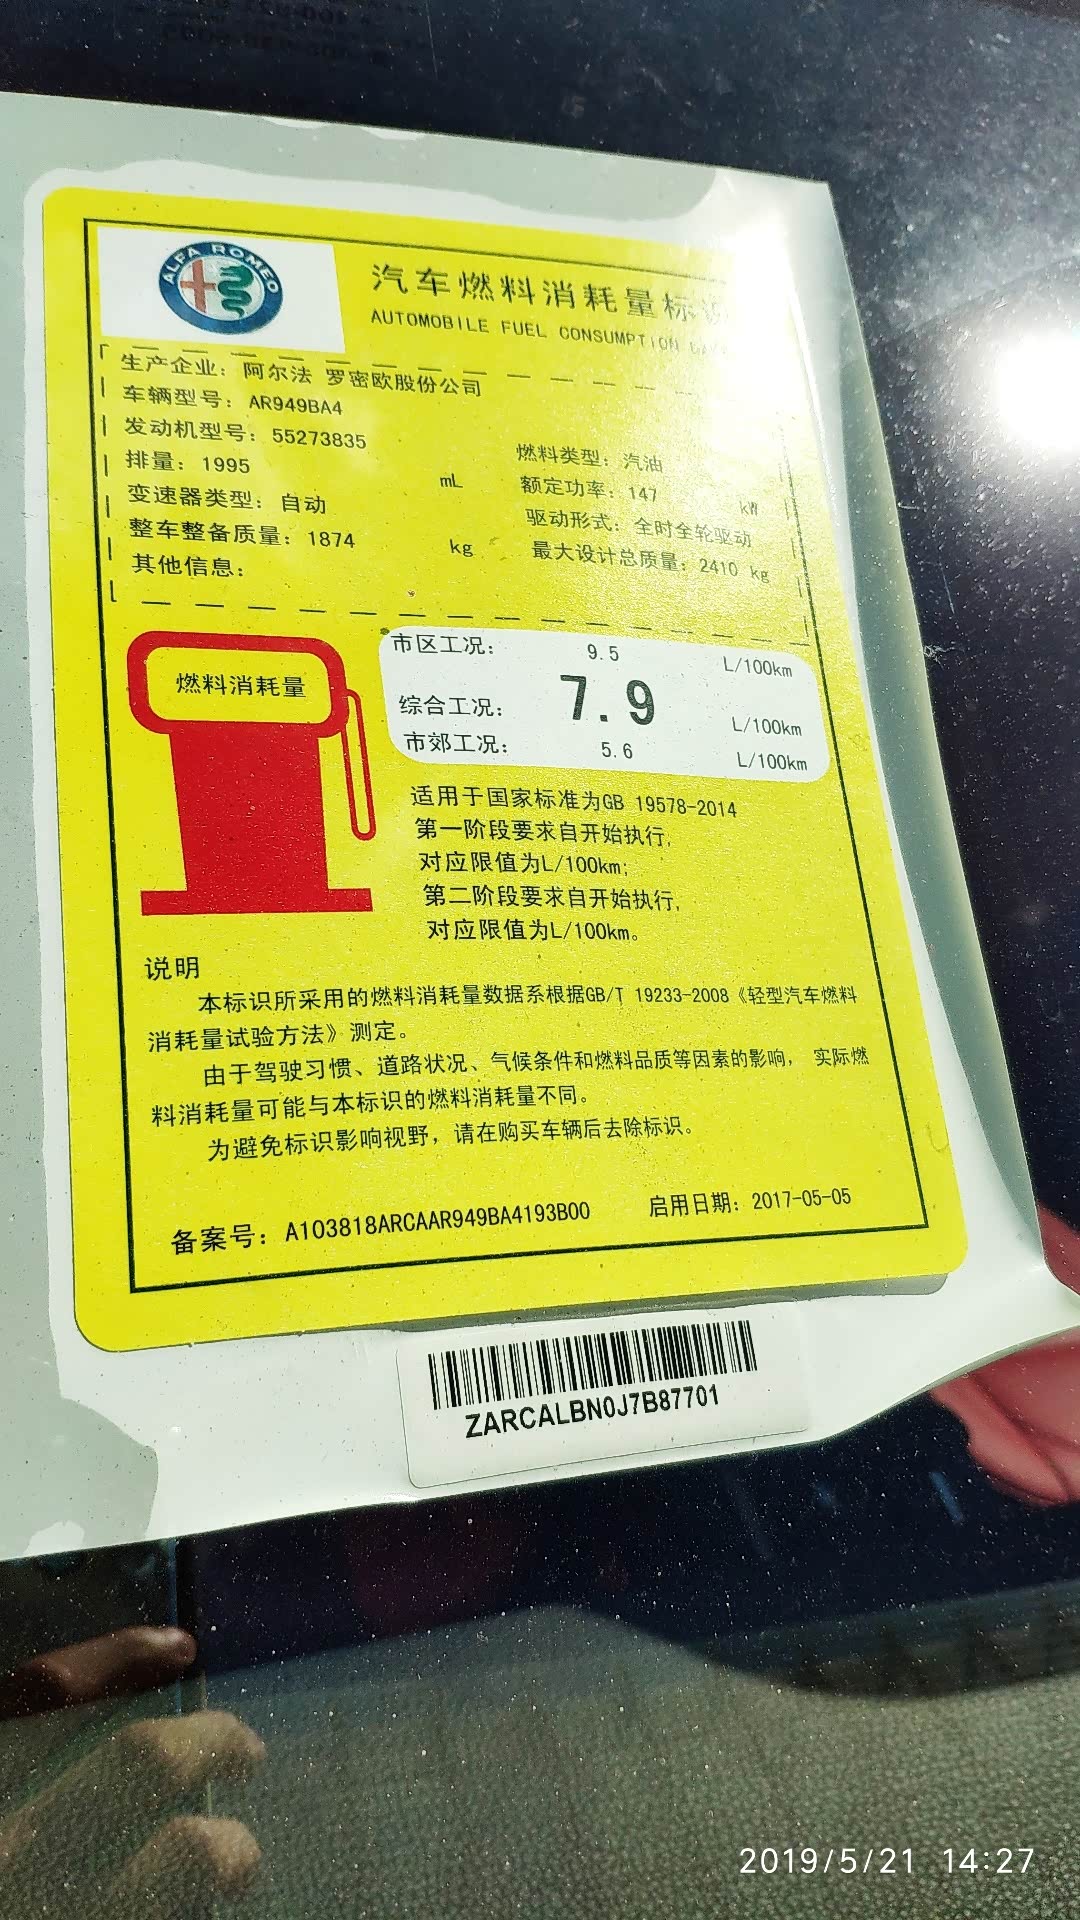 ALFA ROMEO
汽车燃料消耗量标识
AUTOMOBILE FUEL CONSUMPTION
生产企业：阿尔法 罗密欧股份公司
车辆型号：AR949BA4
发动机型号：55273835
燃料类型：汽油
排量：1995 mL
额定功率：147 kW
变速器类型：自动
驱动形式：全时全轮驱动
整车整备质量：1874 kg
最大设计总质量：2410 kg
其他信息：
燃料消耗量
市区工况： 9.5 L/100km
综合工况： 7.9 L/100km
市郊工况： 5.6 L/100km
适用于国家标准为GB 19578-2014
第一阶段要求自开始执行,
对应限值为L/100km;
第二阶段要求自开始执行,
对应限值为L/100km。
说明
本标识所采用的燃料消耗量数据系根据GB/T 19233-2008《轻型汽车燃料
消耗量试验方法》测定。
由于驾驶习惯、道路状况、气候条件和燃料品质等因素的影响， 实际燃
料消耗量可能与本标识的燃料消耗量不同。
为避免标识影响视野，请在购买车辆后去除标识。
备案号：A103818ARCAAR949BA4193B00 启用日期：2017-05-05
ZARCALBN0J7B87701
2019/5/21 14:27